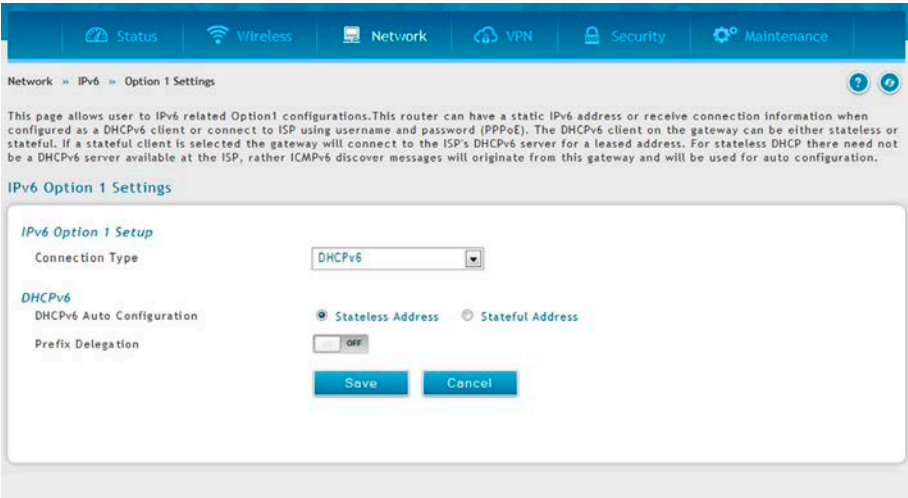 Status Wireless Network VPN Security Maintenance
Network » IPv6 » Option 1 Settings
This page allows user to IPv6 related Option1 configurations.This router can have a static IPv6 address or receive connection information when
configured as a DHCPv6 client or connect to ISP using username and password (PPPoE). The DHCPv6 client on the gateway can be either stateless or
stateful. If a stateful client is selected the gateway will connect to the ISP's DHCPv6 server for a leased address. For stateless DHCP there need not
be a DHCPv6 server available at the ISP, rather ICMPv6 discover messages will originate from this gateway and will be used for auto configuration.
IPv6 Option 1 Settings
IPv6 Option 1 Setup
Connection Type DHCPv6
DHCPv6
DHCPv6 Auto Configuration Stateless Address Stateful Address
Prefix Delegation OFF
Save Cancel